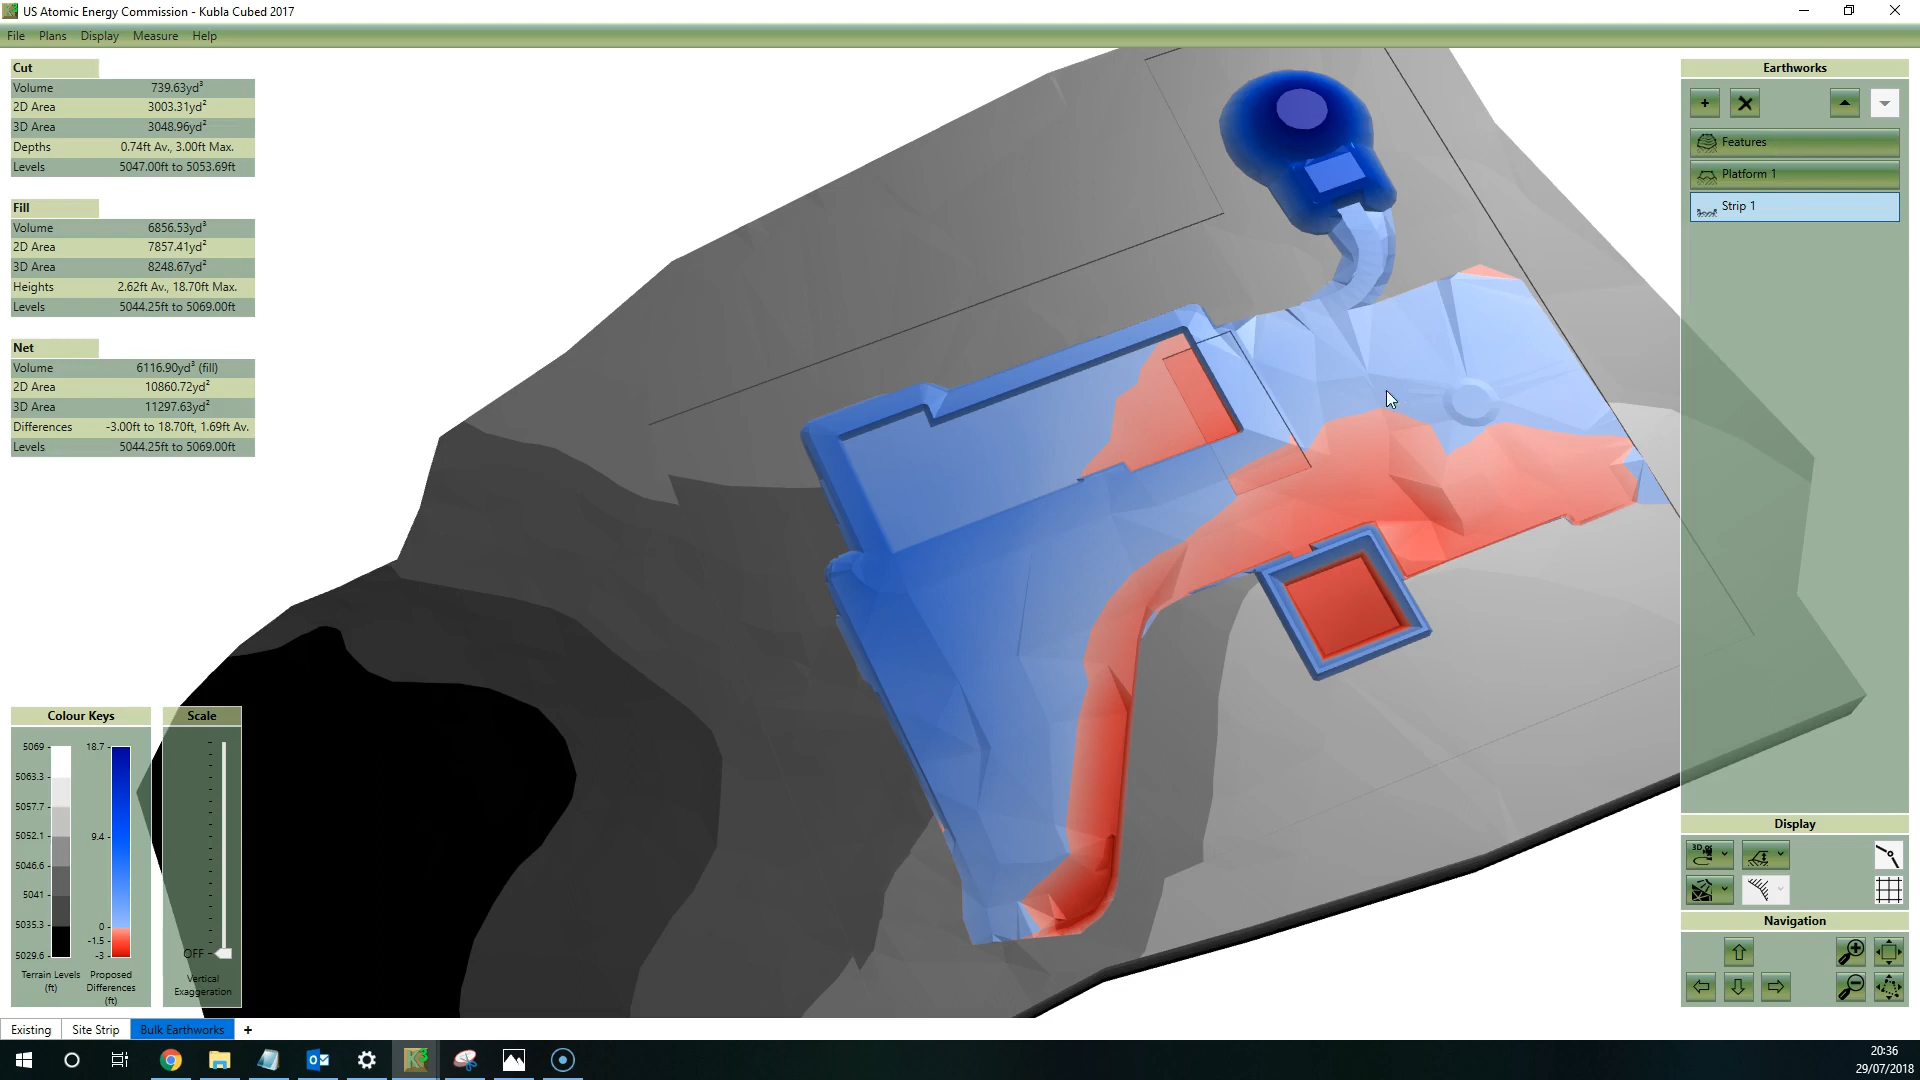 US Atomic Energy Commission - Kubla Cubed 2017
File Plans Display Measure Help
Cut
Volume 739.63yd³
2D Area 3003.31yd²
3D Area 3048.96yd²
Depths 0.74ft Av., 3.00ft Max.
Levels 5047.00ft to 5053.69ft
Fill
Volume 6856.53yd³
2D Area 7857.41yd²
3D Area 8248.67yd²
Heights 2.62ft Av., 18.70ft Max.
Levels 5044.25ft to 5069.00ft
Net
Volume 6116.90yd³ (fill)
2D Area 10860.72yd²
3D Area 11297.63yd²
Differences -3.00ft to 18.70ft, 1.69ft Av.
Levels 5044.25ft to 5069.00ft
Colour Keys
5069
5063.3
5057.7
5052.1
5046.6
5041
5035.3
5029.6
Terrain Levels
(ft)
18.7
9.4
0
-1.5
-3
Proposed
Differences
(ft)
Scale
OFF
Vertical
Exaggeration
Earthworks
+
Features
Platform 1
Strip 1
Display
3D
Navigation
Existing Site Strip Bulk Earthworks +
20:36
29/07/2018